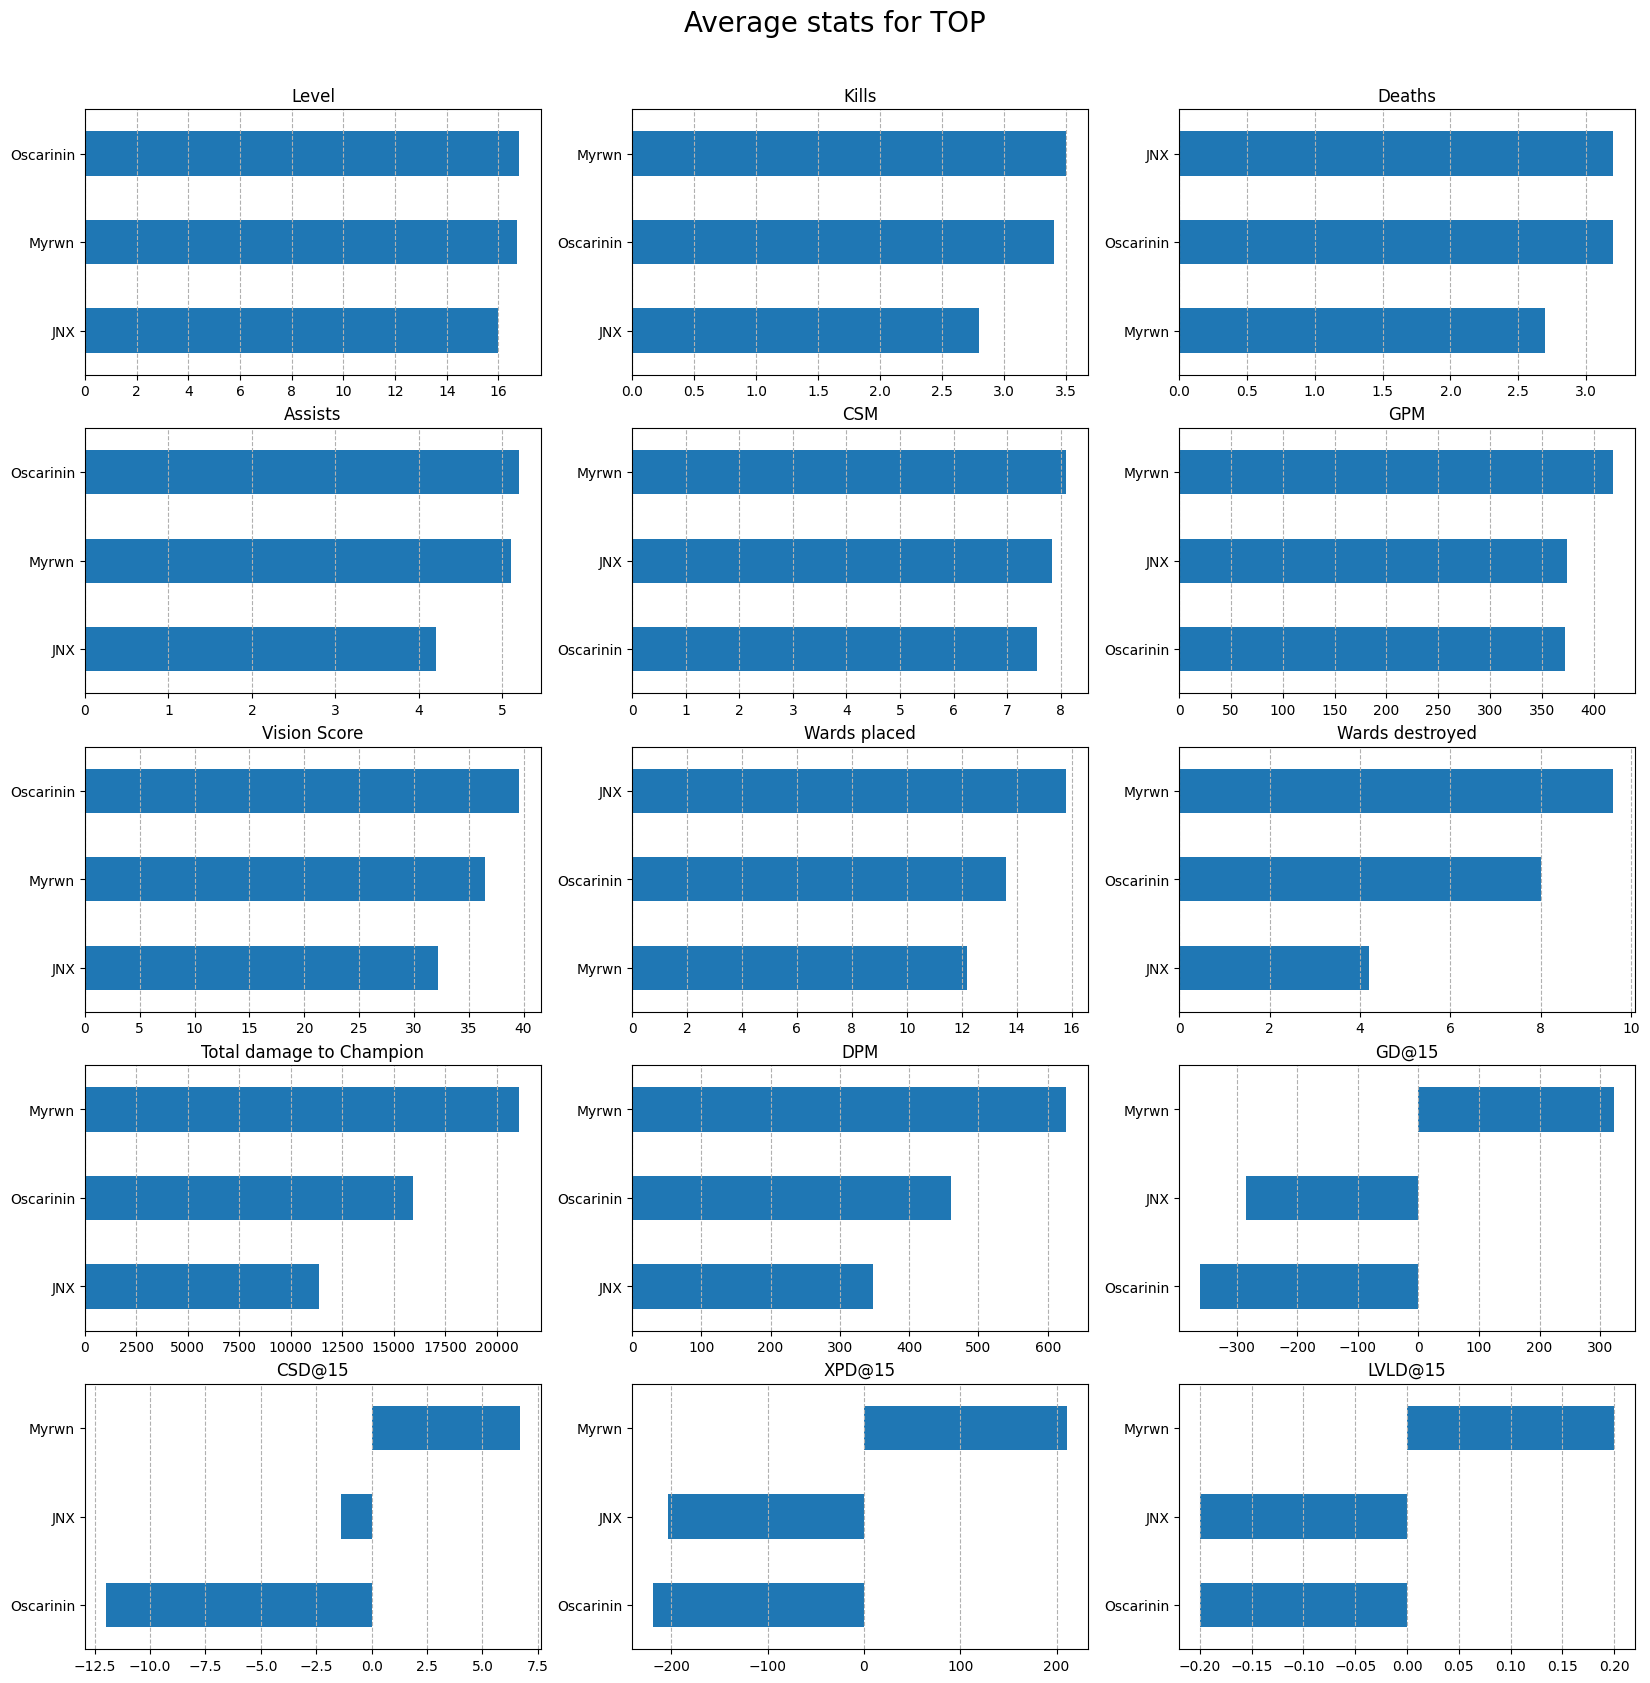 Average stats for TOP
Level
Oscarinin
Myrwn
JNX
0 2 4 6 8 10 12 14 16
Kills
Myrwn
Oscarinin
JNX
0.0 0.5 1.0 1.5 2.0 2.5 3.0 3.5
Deaths
JNX
Oscarinin
Myrwn
0.0 0.5 1.0 1.5 2.0 2.5 3.0
Assists
Oscarinin
Myrwn
JNX
0 1 2 3 4 5
CSM
Myrwn
JNX
Oscarinin
0 1 2 3 4 5 6 7 8
GPM
Myrwn
JNX
Oscarinin
0 50 100 150 200 250 300 350 400
Vision Score
Oscarinin
Myrwn
JNX
0 5 10 15 20 25 30 35 40
Wards placed
JNX
Oscarinin
Myrwn
0 2 4 6 8 10 12 14 16
Wards destroyed
Myrwn
Oscarinin
JNX
0 2 4 6 8 10
Total damage to Champion
Myrwn
Oscarinin
JNX
0 2500 5000 7500 10000 12500 15000 17500 20000
DPM
Myrwn
Oscarinin
JNX
0 100 200 300 400 500 600
GD@15
Myrwn
JNX
Oscarinin
−300 −200 −100 0 100 200 300
CSD@15
Myrwn
JNX
Oscarinin
−12.5 −10.0 −7.5 −5.0 −2.5 0.0 2.5 5.0 7.5
XPD@15
Myrwn
JNX
Oscarinin
−200 −100 0 100 200
LVLD@15
Myrwn
JNX
Oscarinin
−0.20 −0.15 −0.10 −0.05 0.00 0.05 0.10 0.15 0.20